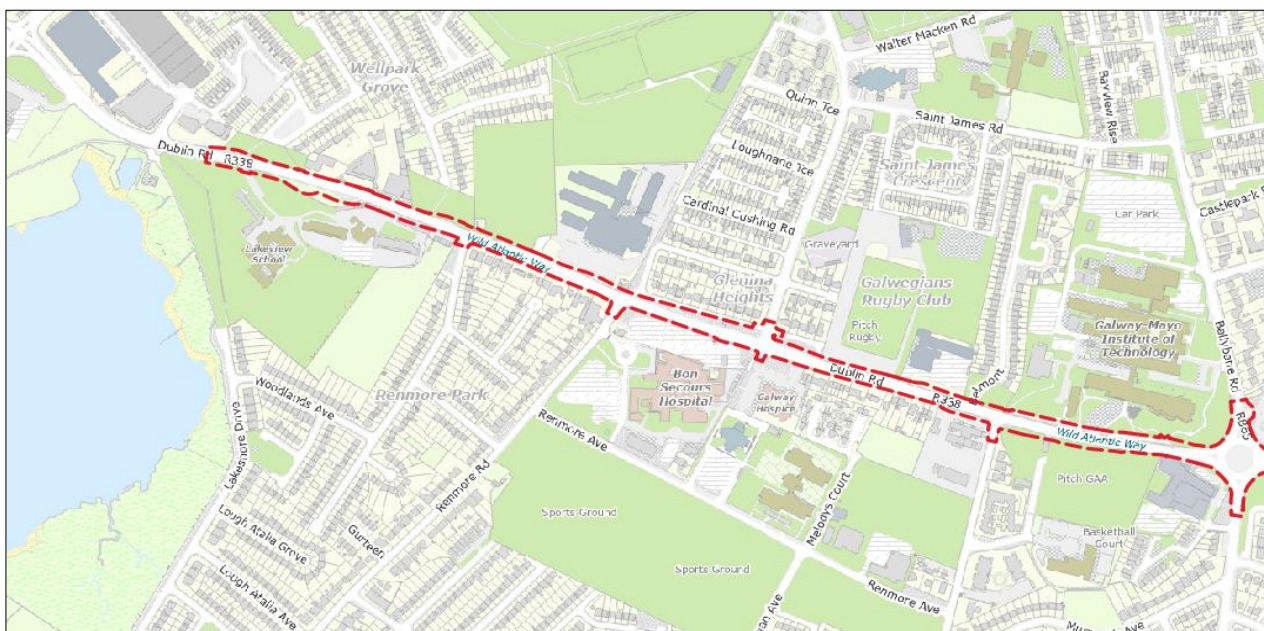 Walter Macken Rd
Wellpark
Grove
Quinn Tce
Bayview Rise
Saint James Rd
Dublin Rd
R338
Loughnane Tce
Saint James
Crescent
Castlepark
Cardinal Cushing Rd
Car Park
Lakeview
School
Wild Atlantic Way
Graveyard
Glenina
Heights
Galwegians
Rugby Club
Pitch Rugby
Galway-Mayo
Institute of
Technology
Ballybane Rd
Bon
Secours
Hospital
Dublin Rd
Galway
Hospice
R338
Woodlands Ave
Renmore Park
Lakeshore Drive
Renmore Ave
Wild Atlantic Way
R865
Renmore Rd
Pitch GAA
Melodys Court
Sports Ground
Lough Atalia Grove
Gurteen
Basketball
Court
Sports Ground
Renmore Ave
Lough Atalia Ave